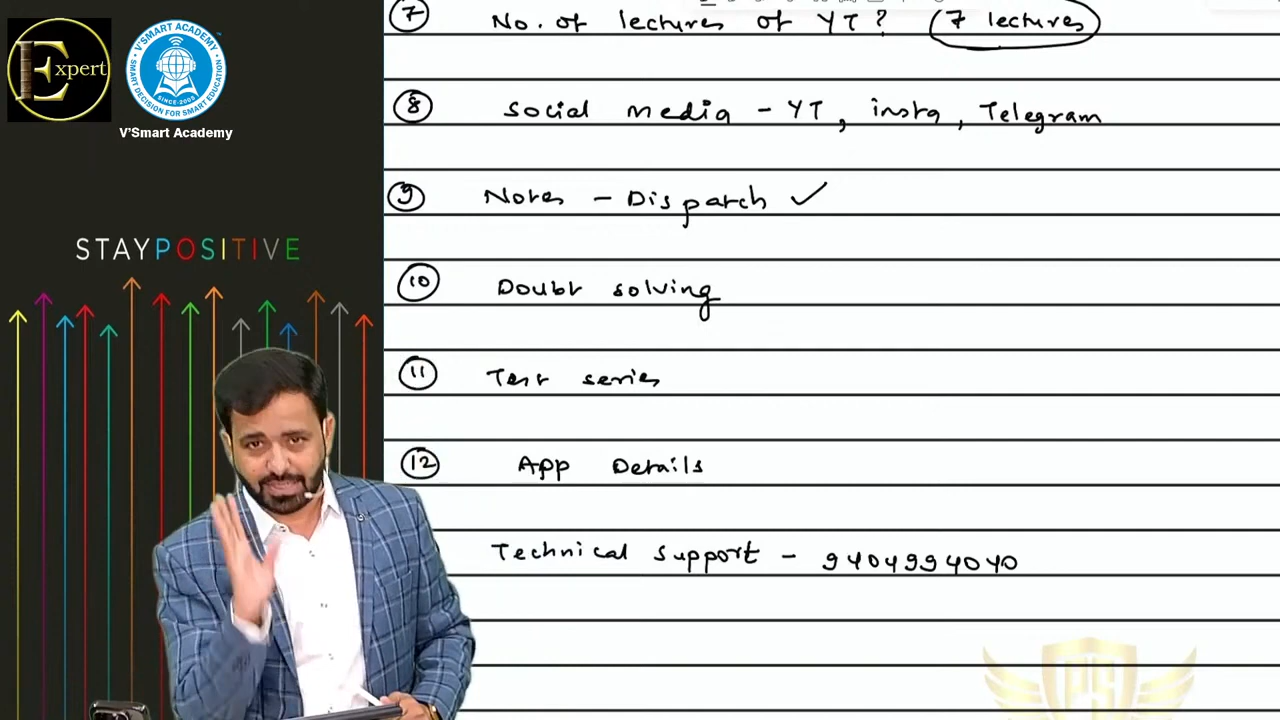 Expert
V'SMART ACADEMY
SMART DECISION FOR SMART EDUCATION
SINCE-2005
V'Smart Academy
STAYPOSITIVE
7 No. of lectures of YT? 7 lectures
8 Social media - YT, insta, Telegram
9 Notes - Dispatch ✓
10 Doubt solving
11 Test series
12 App Details
Technical support - 9404994040